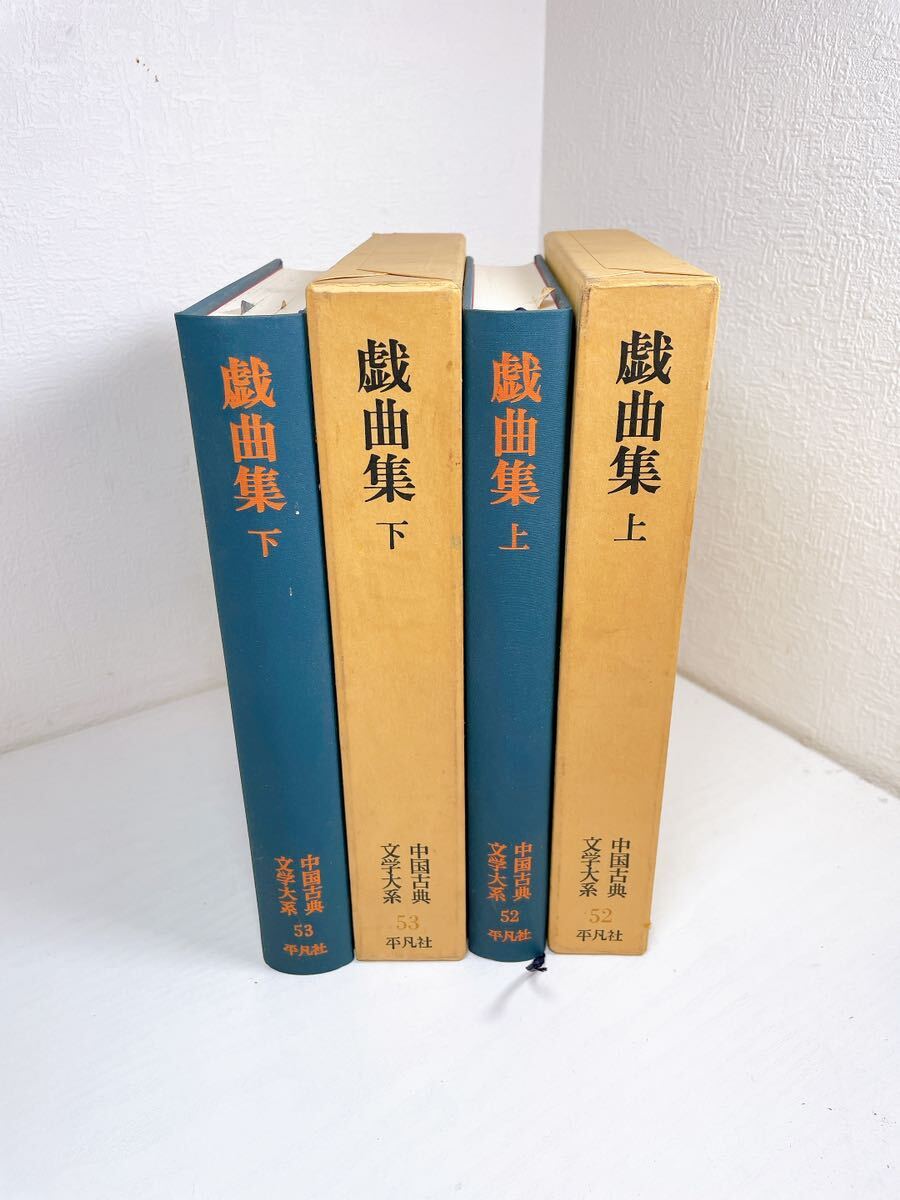 戯曲集 下
中国古典
文学大系
53
平凡社
戯曲集 下
中国古典
文学大系
53
平凡社
戯曲集 上
中国古典
文学大系
52
平凡社
戯曲集 上
中国古典
文学大系
52
平凡社